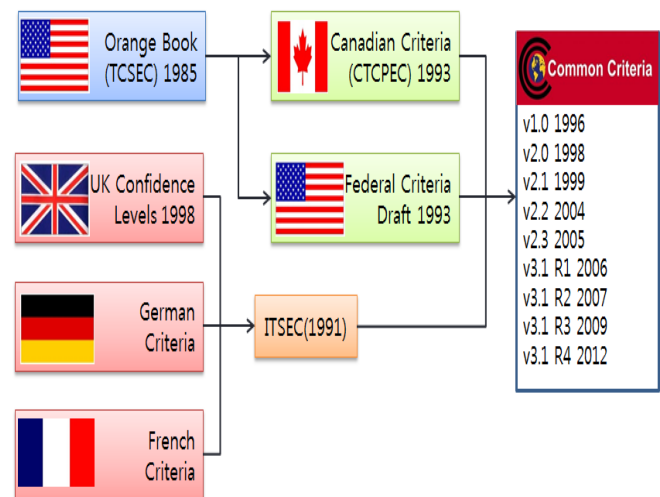 Orange Book
(TCSEC) 1985
Canadian Criteria
(CTCPEC) 1993
UK Confidence
Levels 1998
Federal Criteria
Draft 1993
German
Criteria
ITSEC(1991)
French
Criteria
Common Criteria
v1.0 1996
v2.0 1998
v2.1 1999
v2.2 2004
v2.3 2005
v3.1 R1 2006
v3.1 R2 2007
v3.1 R3 2009
v3.1 R4 2012